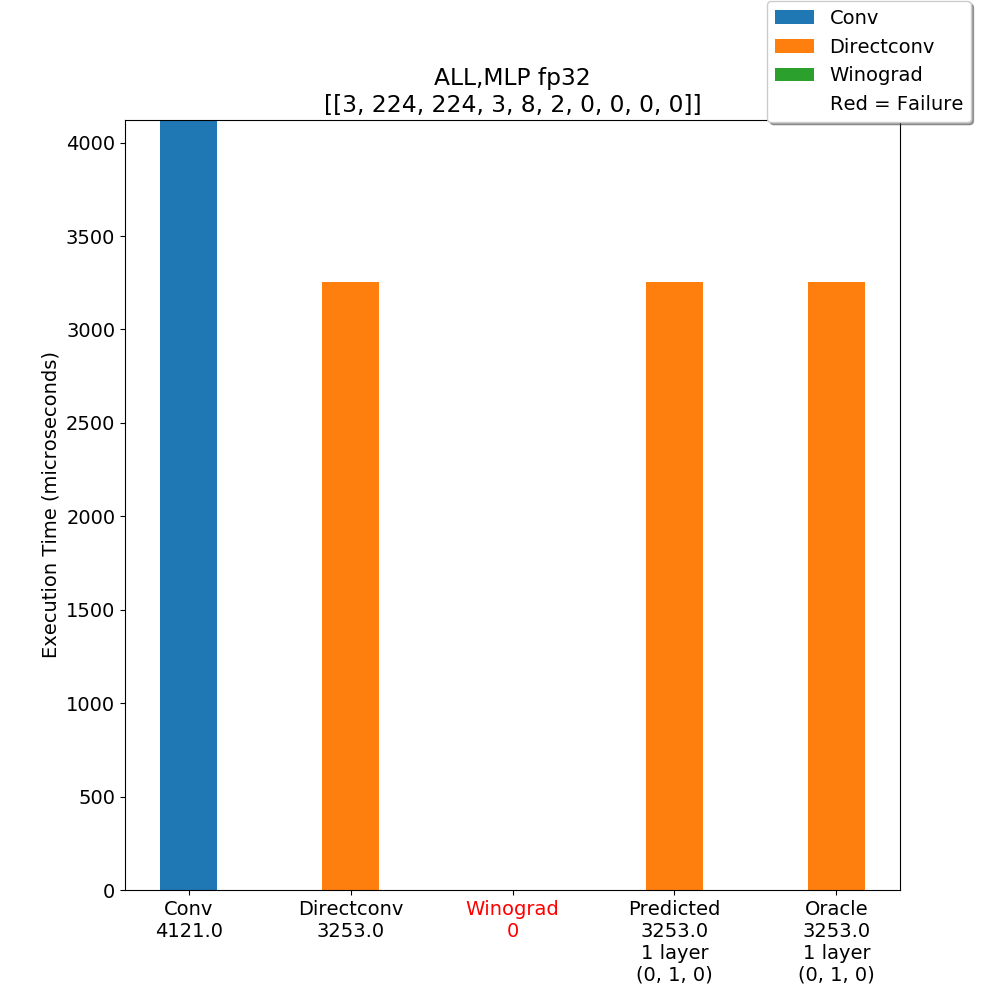 Conv
Directconv
Winograd
Red = Failure
ALL,MLP fp32
[[3, 224, 224, 3, 8, 2, 0, 0, 0, 0]]
Execution Time (microseconds)
4000
3500
3000
2500
2000
1500
1000
500
0
Conv
4121.0
Directconv
3253.0
Winograd
0
Predicted
3253.0
1 layer
(0, 1, 0)
Oracle
3253.0
1 layer
(0, 1, 0)